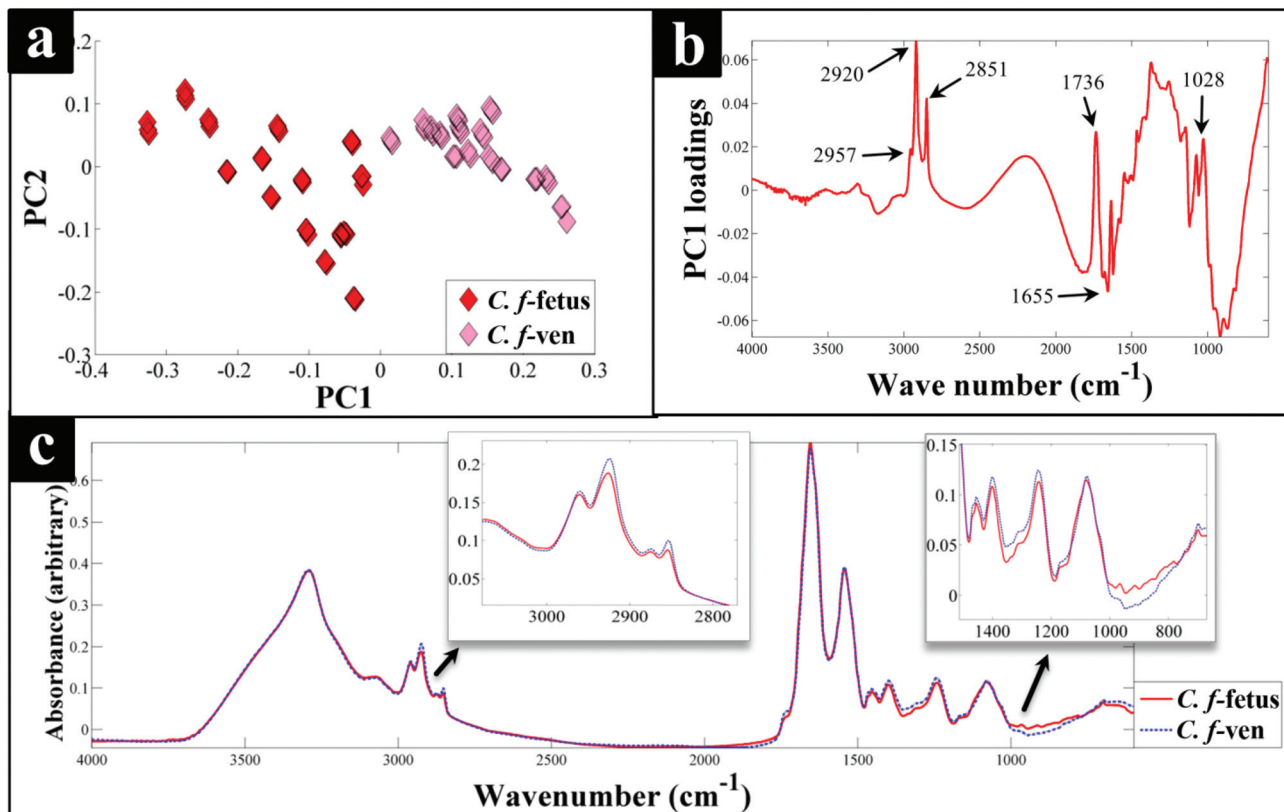 a
0.2
0.1
0
-0.1
-0.2
-0.3
PC2
-0.4 -0.3 -0.2 -0.1 0 0.1 0.2 0.3
PC1
C. f-fetus
C. f-ven
b
0.06
0.04
0.02
0
-0.02
-0.04
-0.06
PC1 loadings
2920
2851
2957
1736
1028
1655
4000 3000 2500 2000 1500 1000
Wave number (cm-1)
c
0.6
0.5
0.4
0.3
0.2
0.1
0
Absorbance (arbitrary)
4000 3500 3000 2500 2000 1500 1000
Wavenumber (cm-1)
0.2
0.15
0.1
0.05
3000 2900 2800
0.15
0.1
0.05
0
1400 1200 1000 800
C. f-fetus
C. f-ven